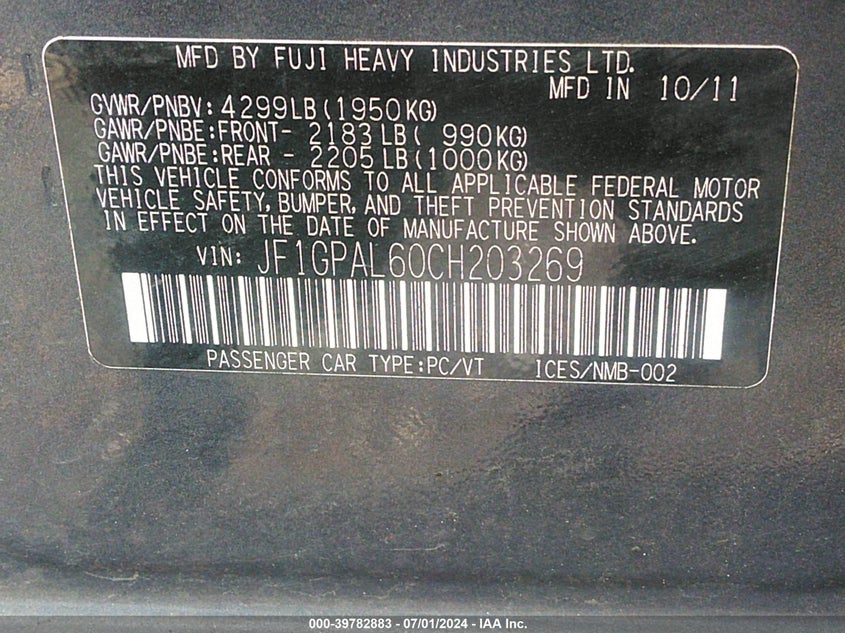 MFD BY FUJI HEAVY INDUSTRIES LTD.
MFD IN 10/11
GVWR/PNBV: 4299LB(1950KG)
GAWR/PNBE:FRONT- 2183LB( 990KG)
GAWR/PNBE:REAR - 2205LB(1000KG)
THIS VEHICLE CONFORMS TO ALL APPLICABLE FEDERAL MOTOR
VEHICLE SAFETY, BUMPER, AND THEFT PREVENTION STANDARDS
IN EFFECT ON THE DATE OF MANUFACTURE SHOWN ABOVE.
VIN: JF1GPAL60CH203269
PASSENGER CAR TYPE:PC/VT ICES/NMB-002
000-39782883 - 07/01/2024 - IAA Inc.